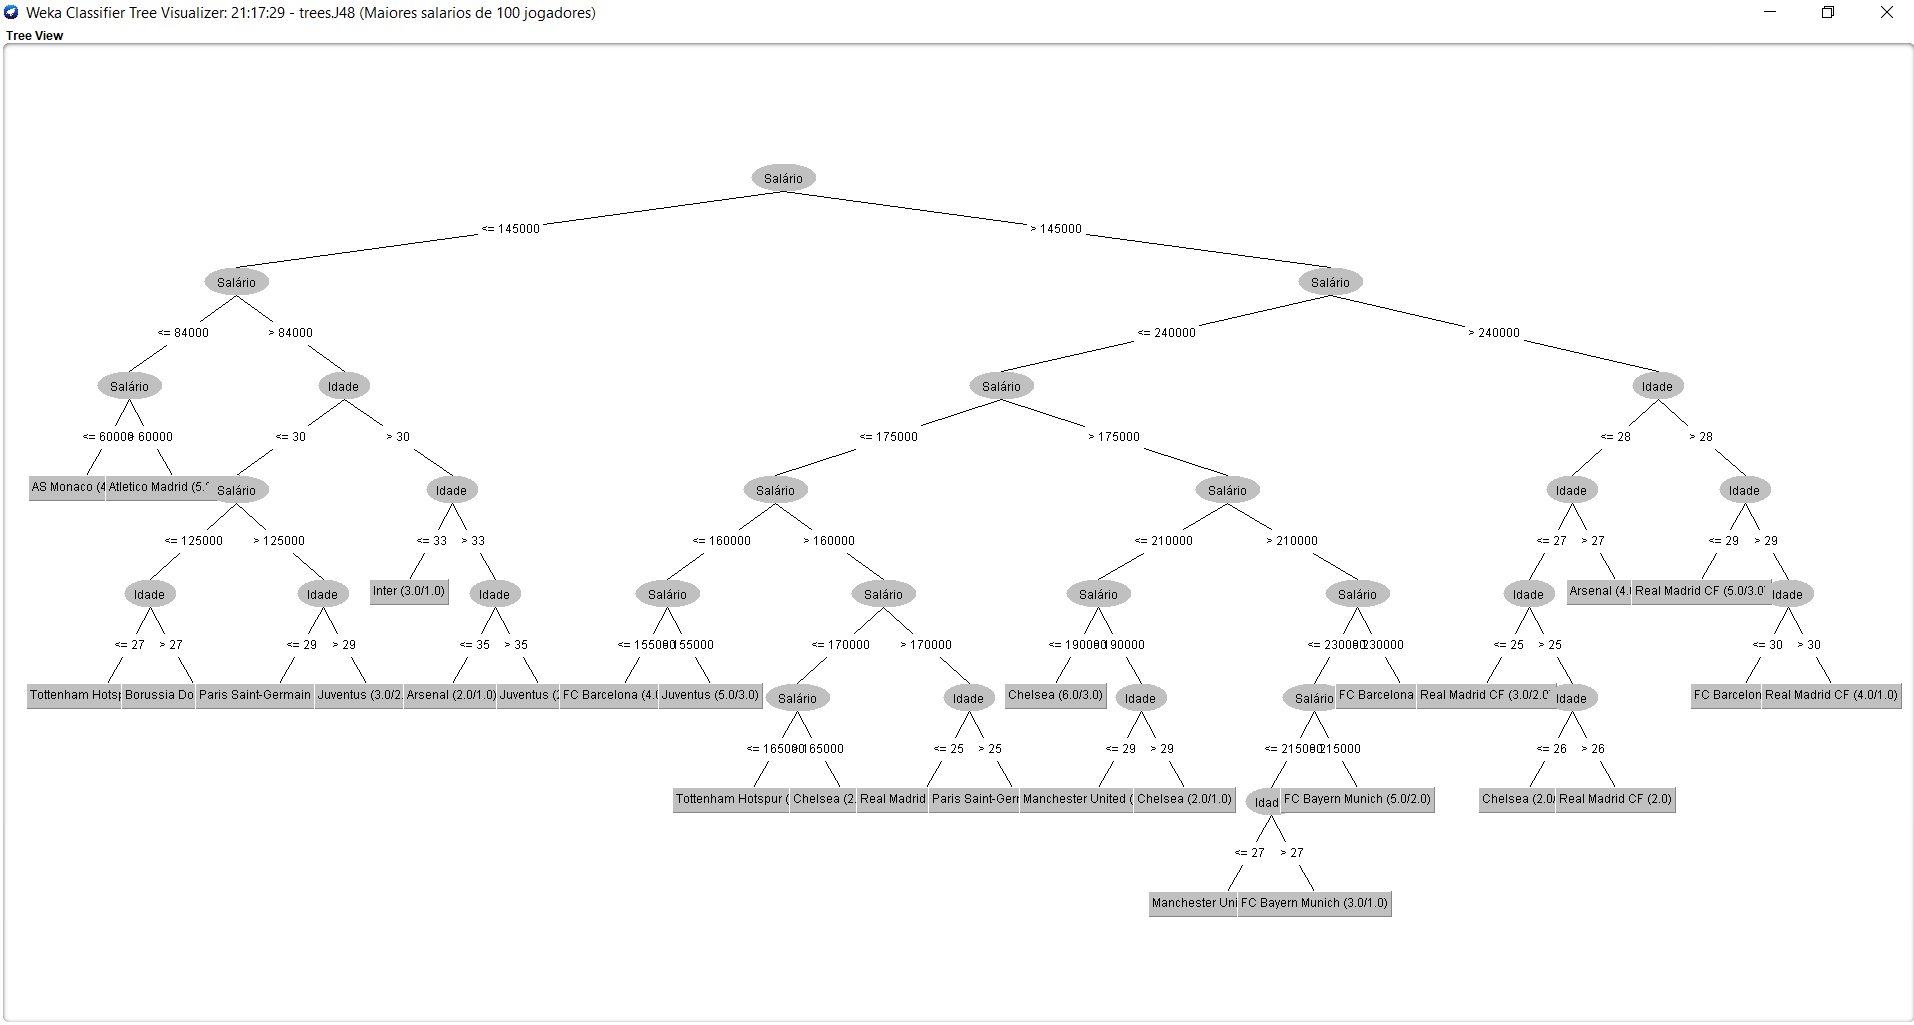 Weka Classifier Tree Visualizer: 21:17:29 - trees.J48 (Maiores salarios de 100 jogadores)
Tree View
Salário
<= 145000 > 145000
Salário Salário
<= 84000 > 84000 <= 240000 > 240000
Salário Idade Salário Idade
<= 60000 60000 <= 30 > 30 <= 175000 > 175000 <= 28 > 28
AS Monaco (4 Atletico Madrid (5. Salário Idade Salário Salário Idade Idade
<= 125000 > 125000 <= 33 > 33 <= 160000 > 160000 <= 210000 > 210000 <= 27 > 27 <= 29 > 29
Idade Idade Inter (3.0/1.0) Idade Salário Salário Salário Salário Idade Arsenal (4. Real Madrid CF (5.0/3.0 Idade
<= 27 > 27 <= 29 > 29 <= 35 > 35 <= 155000 155000 <= 170000 > 170000 <= 190000 190000 <= 230000 230000 <= 25 > 25 <= 30 > 30
Tottenham Hots Borussia Do Paris Saint-Germain Juventus (3.0/2. Arsenal (2.0/1.0) Juventus (2 FC Barcelona (4. Juventus (5.0/3.0) Salário Idade Chelsea (6.0/3.0) Idade Salário FC Barcelona Real Madrid CF (3.0/2.0 Idade FC Barcelon Real Madrid CF (4.0/1.0)
<= 165000 165000 <= 25 > 25 <= 29 > 29 <= 215000 215000 <= 26 > 26
Tottenham Hotspur ( Chelsea (2. Real Madrid Paris Saint-Ger Manchester United ( Chelsea (2.0/1.0) Idad FC Bayern Munich (5.0/2.0) Chelsea (2.0/ Real Madrid CF (2.0)
<= 27 > 27
Manchester Uni FC Bayern Munich (3.0/1.0)